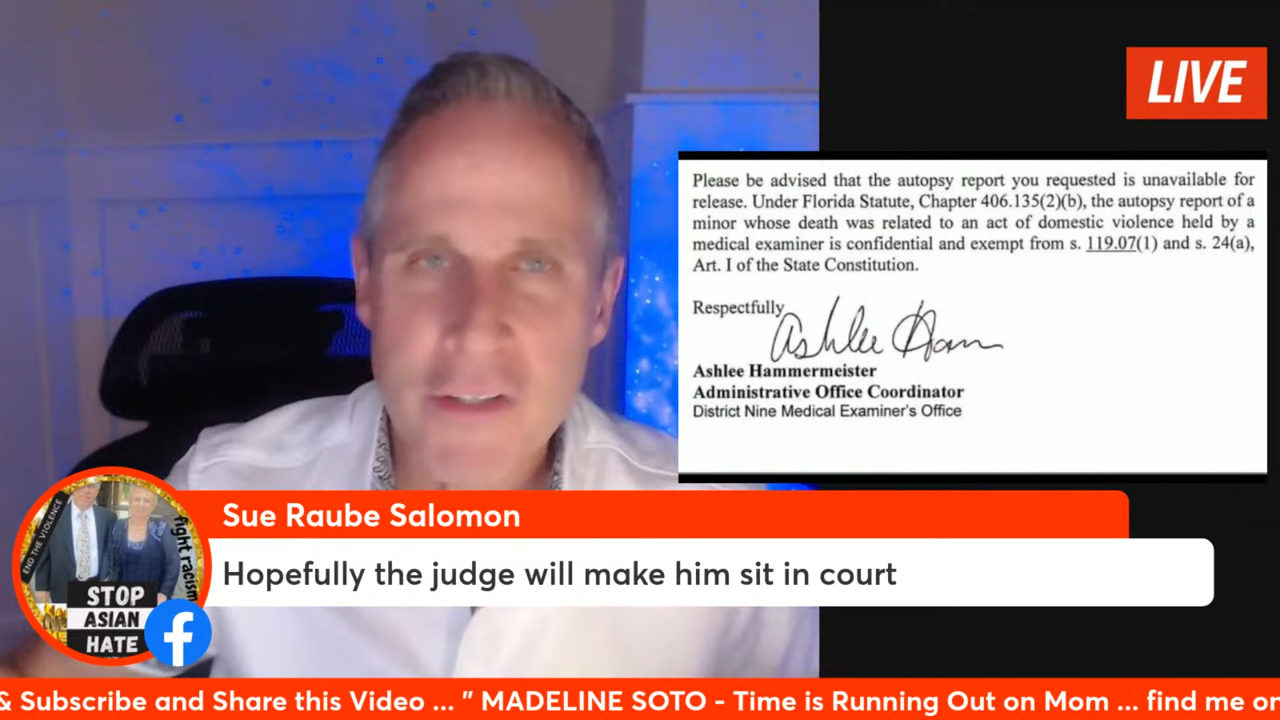 LIVE
Please be advised that the autopsy report you requested is unavailable for
release. Under Florida Statute, Chapter 406.135(2)(b), the autopsy report of a
minor whose death was related to an act of domestic violence held by a
medical examiner is confidential and exempt from s. 119.07(1) and s. 24(a),
Art. I of the State Constitution.
Respectfully
Ashlee Ham
Ashlee Hammermeister
Administrative Office Coordinator
District Nine Medical Examiner's Office
Sue Raube Salomon
Hopefully the judge will make him sit in court
END THE VIOLENCE
fight racism
STOP
ASIAN
HATE
& Subscribe and Share this Video ... " MADELINE SOTO - Time is Running Out on Mom ... find me on